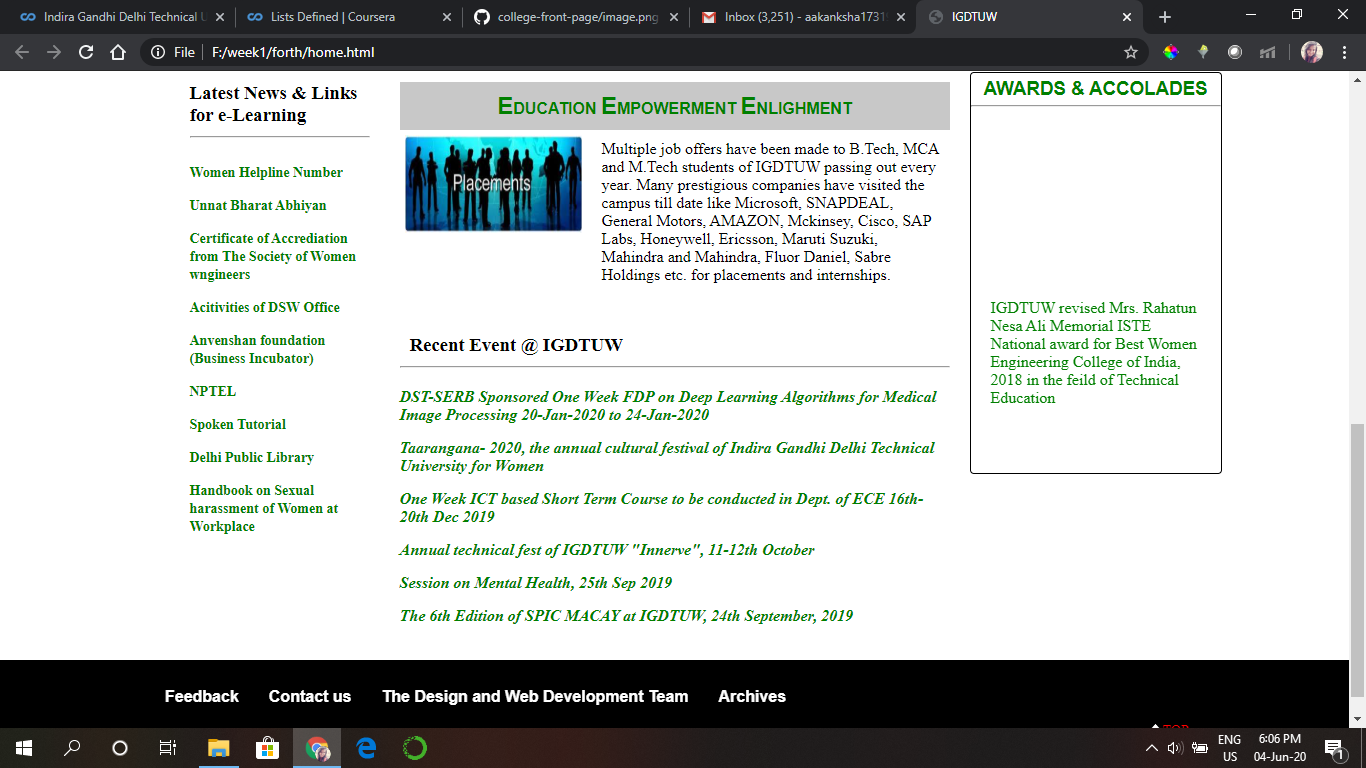 Indira Gandhi Delhi Technical U
Lists Defined | Coursera
college-front-page/image.png
Inbox (3,251) - aakanksha1731
IGDTUW
File
F:/week1/forth/home.html
Latest News & Links
for e-Learning
Women Helpline Number
Unnat Bharat Abhiyan
Certificate of Accrediation
from The Society of Women
wngineers
Acitivities of DSW Office
Anvenshan foundation
(Business Incubator)
NPTEL
Spoken Tutorial
Delhi Public Library
Handbook on Sexual
harassment of Women at
Workplace
EDUCATION EMPOWERMENT ENLIGHMENT
Placements
Multiple job offers have been made to B.Tech, MCA
and M.Tech students of IGDTUW passing out every
year. Many prestigious companies have visited the
campus till date like Microsoft, SNAPDEAL,
General Motors, AMAZON, Mckinsey, Cisco, SAP
Labs, Honeywell, Ericsson, Maruti Suzuki,
Mahindra and Mahindra, Fluor Daniel, Sabre
Holdings etc. for placements and internships.
Recent Event @ IGDTUW
DST-SERB Sponsored One Week FDP on Deep Learning Algorithms for Medical
Image Processing 20-Jan-2020 to 24-Jan-2020
Taarangana- 2020, the annual cultural festival of Indira Gandhi Delhi Technical
University for Women
One Week ICT based Short Term Course to be conducted in Dept. of ECE 16th-
20th Dec 2019
Annual technical fest of IGDTUW "Innerve", 11-12th October
Session on Mental Health, 25th Sep 2019
The 6th Edition of SPIC MACAY at IGDTUW, 24th September, 2019
AWARDS & ACCOLADES
IGDTUW revised Mrs. Rahatun
Nesa Ali Memorial ISTE
National award for Best Women
Engineering College of India,
2018 in the feild of Technical
Education
Feedback
Contact us
The Design and Web Development Team
Archives
TOP
ENG
US
6:06 PM
04-Jun-20
1